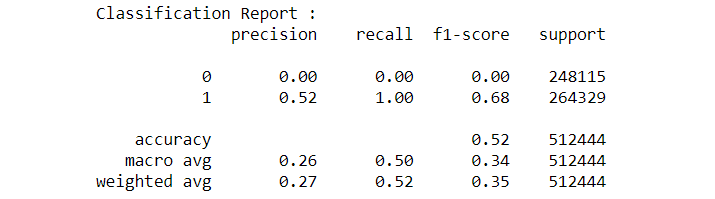 Classification Report :
precision recall f1-score support
0 0.00 0.00 0.00 248115
1 0.52 1.00 0.68 264329
accuracy 0.52 512444
macro avg 0.26 0.50 0.34 512444
weighted avg 0.27 0.52 0.35 512444